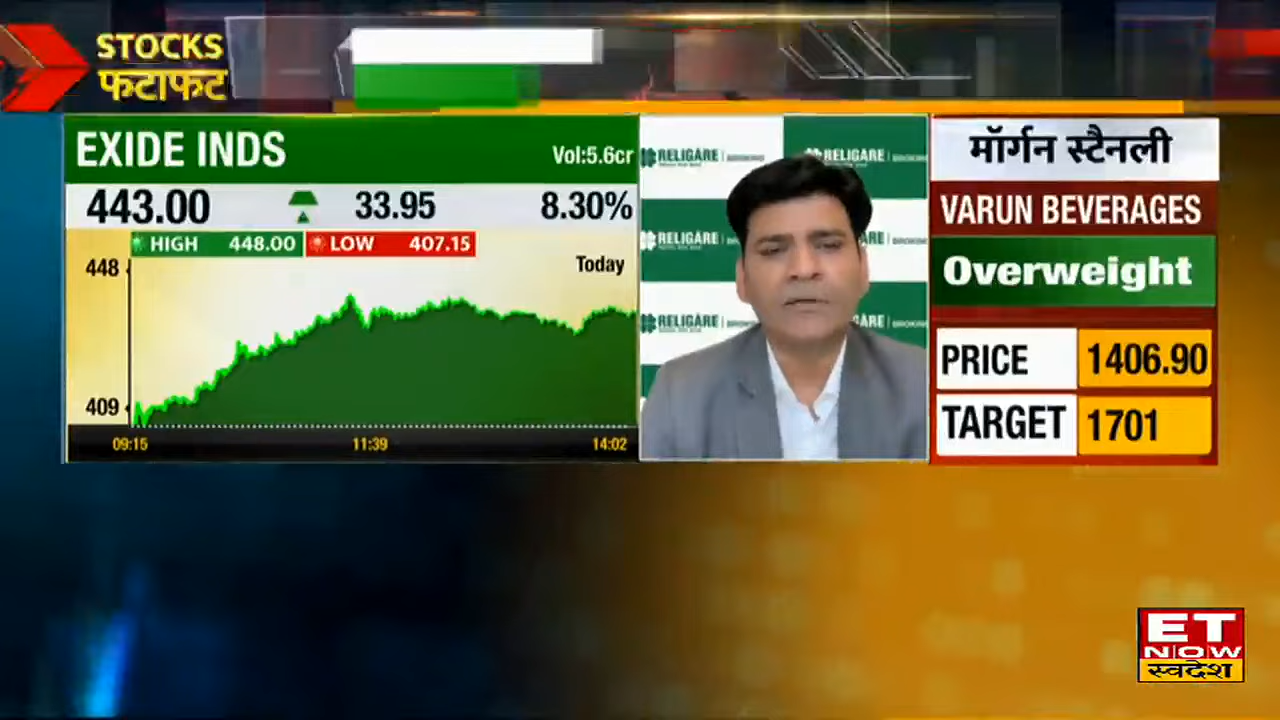 STOCKS
फटाफट
EXIDE INDS
Vol:5.6cr
443.00 33.95 8.30%
HIGH 448.00 LOW 407.15
448
Today
409
09:15 11:39 14:02
RELIGARE BROKING
RELIGARE
RELIGARE
RELIGARE
मॉर्गन स्टैनली
VARUN BEVERAGES
Overweight
PRICE 1406.90
TARGET 1701
ET
NOW
स्वदेश